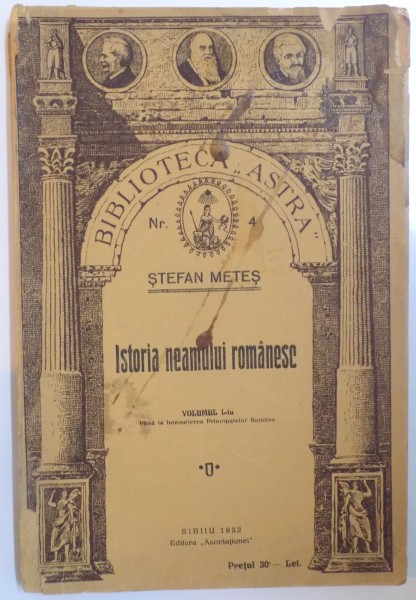 BIBLIOTECA „ASTRA"
Nr. 4
ȘTEFAN METEȘ
Istoria neamului românesc
VOLUMUL I-iu
Până la întemeierea Principatelor Române
SIBIIU 1922
Editura „Asociațiunei"
Prețul 30·— Lei.